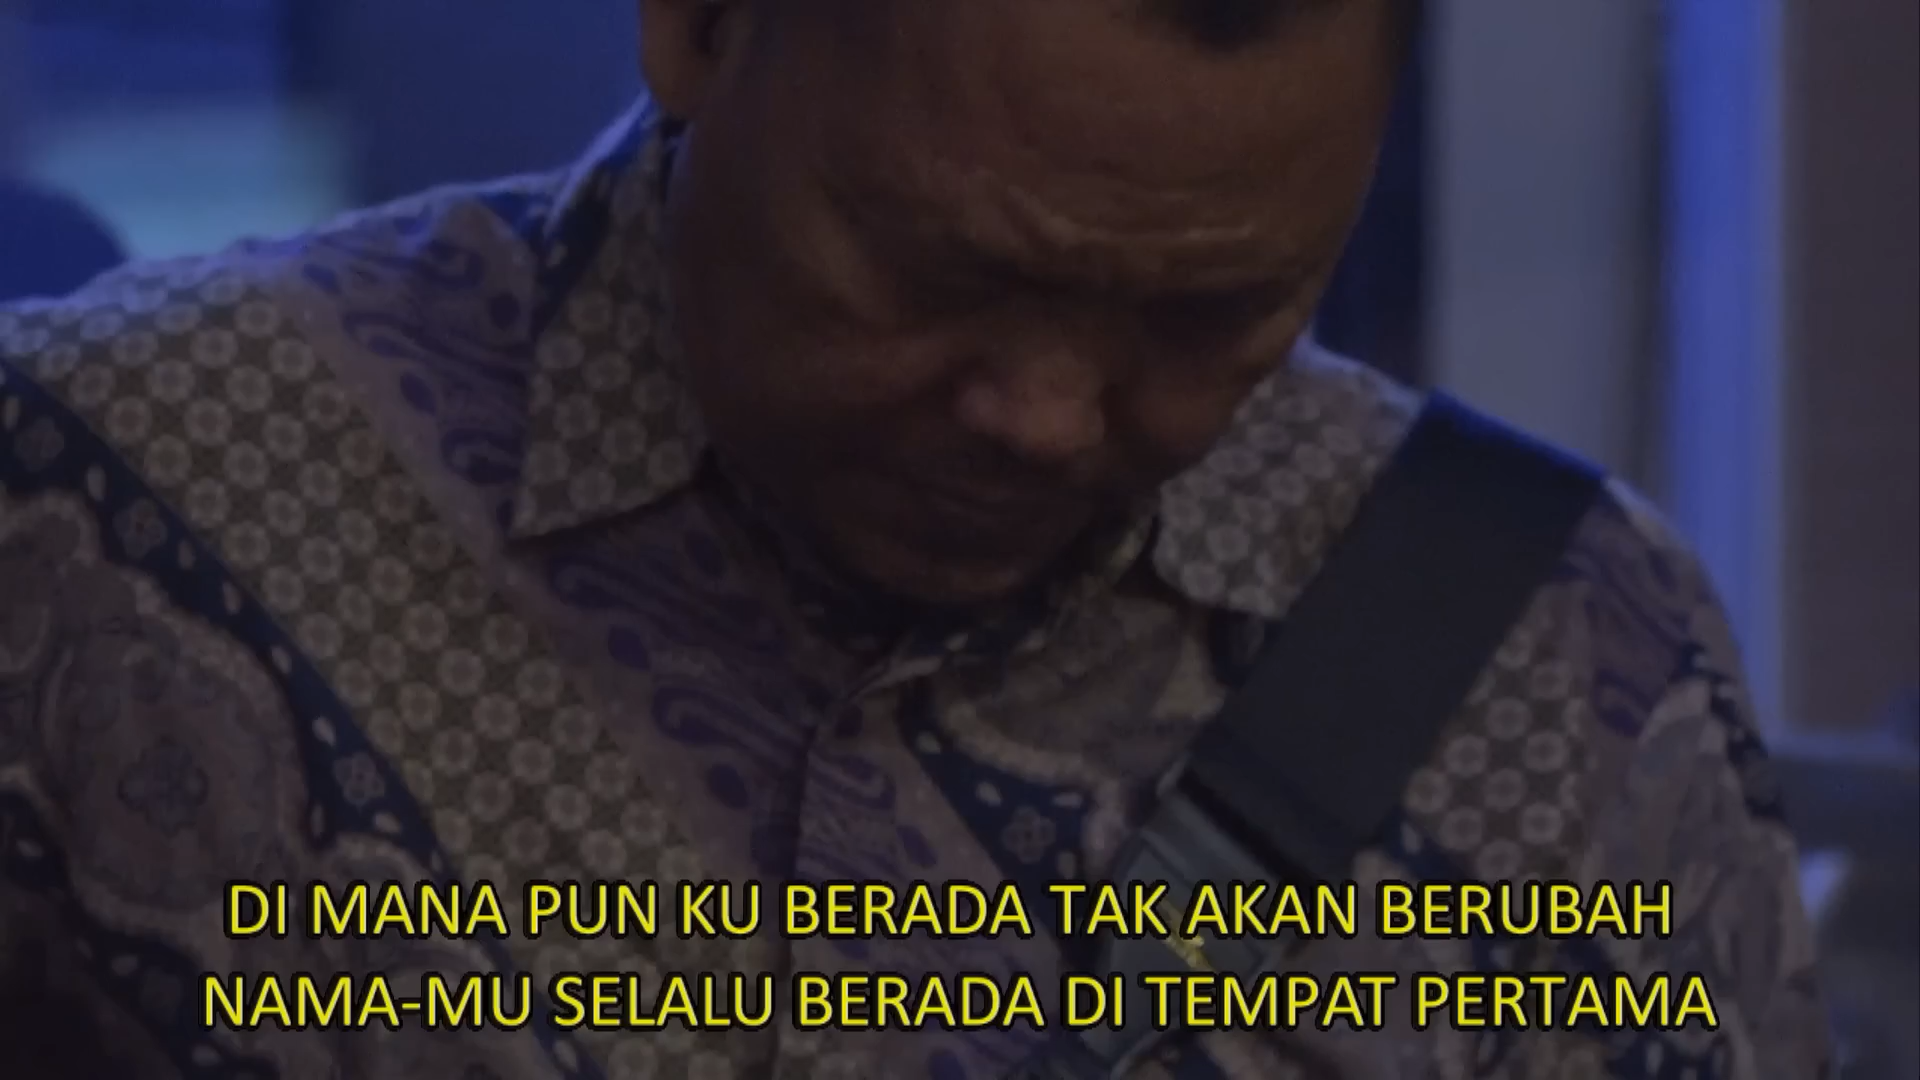 DI MANA PUN KU BERADA TAK AKAN BERUBAH
NAMA-MU SELALU BERADA DI TEMPAT PERTAMA